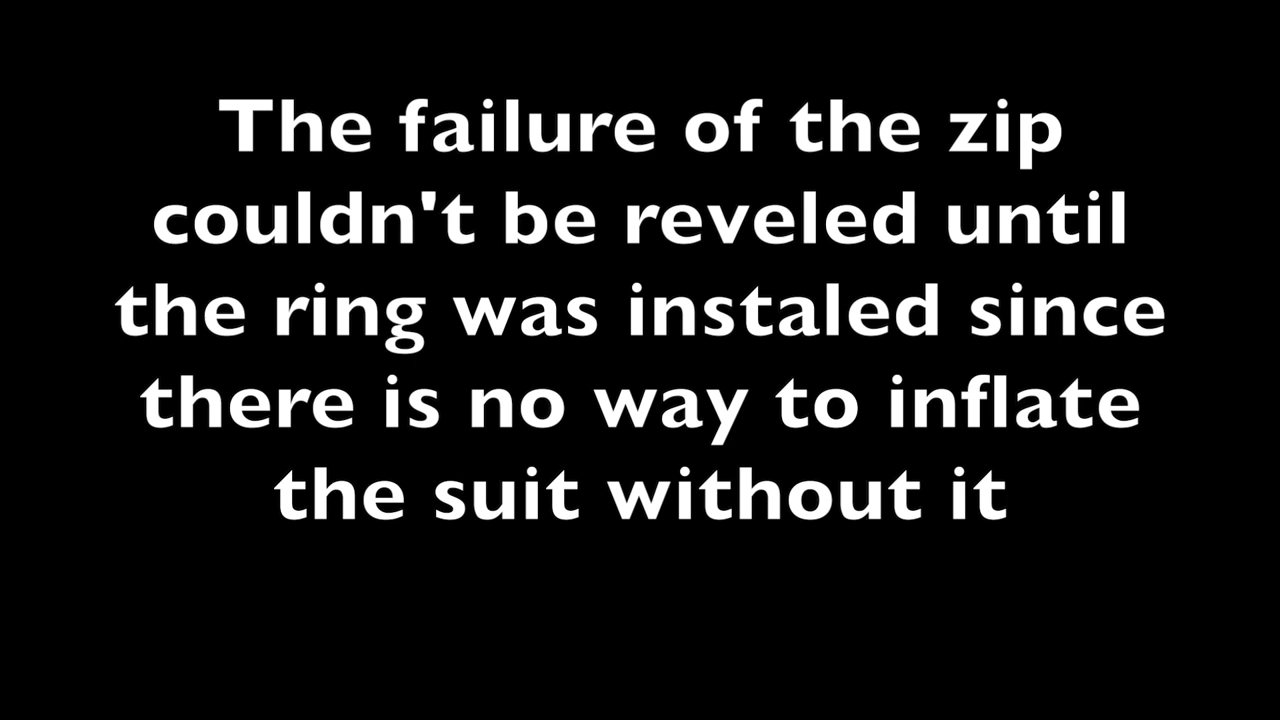 The failure of the zip
couldn't be reveled until
the ring was instaled since
there is no way to inflate
the suit without it